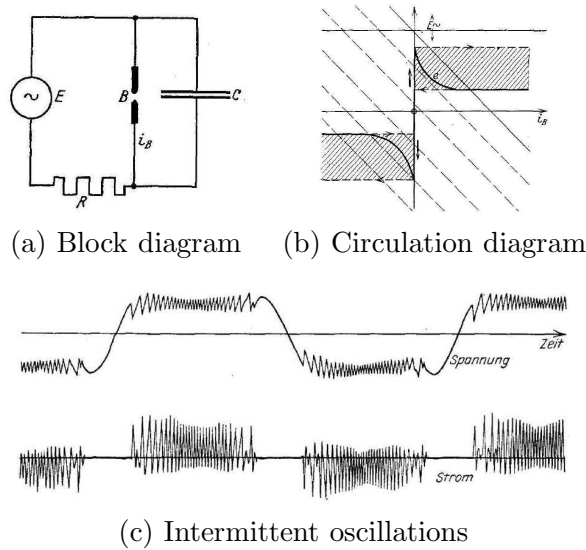 E
B
C
i_B
R
E~
e
i_B
(a) Block diagram
(b) Circulation diagram
Zeit
Spannung
Strom
(c) Intermittent oscillations